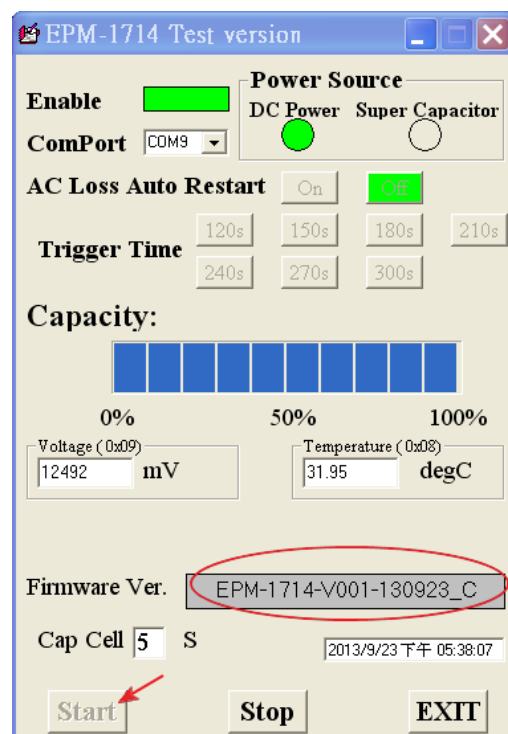 EPM-1714 Test version
Power Source
Enable
DC Power Super Capacitor
ComPort COM9
AC Loss Auto Restart On Off
120s 150s 180s 210s
Trigger Time
240s 270s 300s
Capacity:
0% 50% 100%
Voltage ( 0x09) Temperature ( 0x08)
12492 mV 31.95 degC
Firmware Ver. EPM-1714-V001-130923_C
Cap Cell 5 S 2013/9/23 下午 05:38:07
Start Stop EXIT